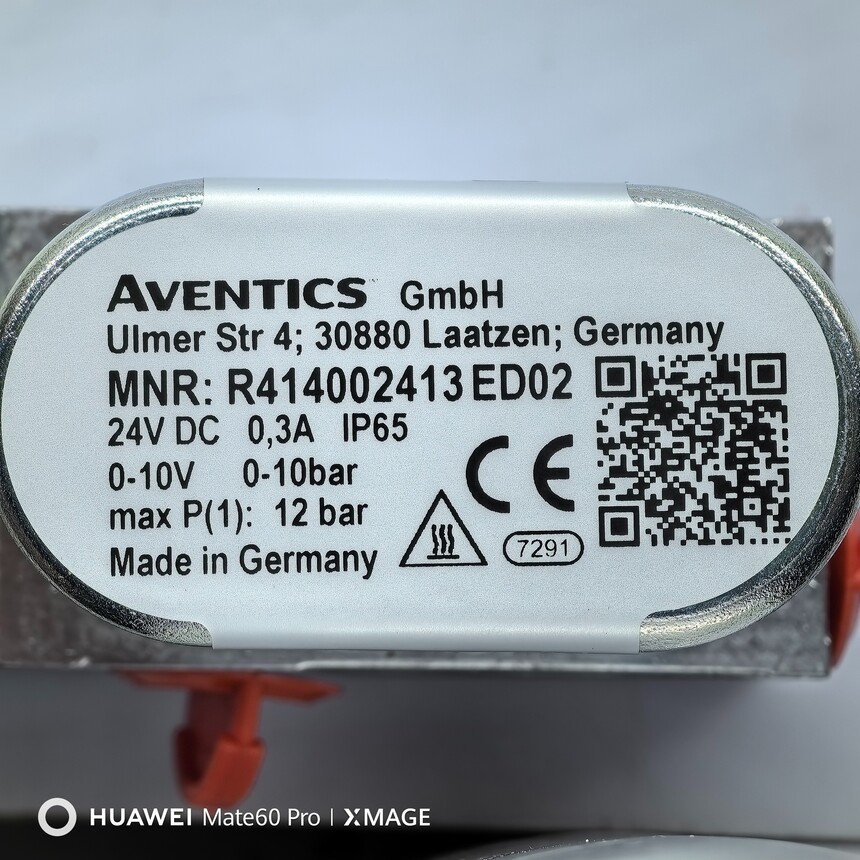 AVENTICS GmbH
Ulmer Str 4; 30880 Laatzen; Germany
MNR: R414002413 ED02
24V DC 0,3A IP65
0-10V 0-10bar
max P(1): 12 bar
CE
Made in Germany
7291
HUAWEI Mate60 Pro | XMAGE